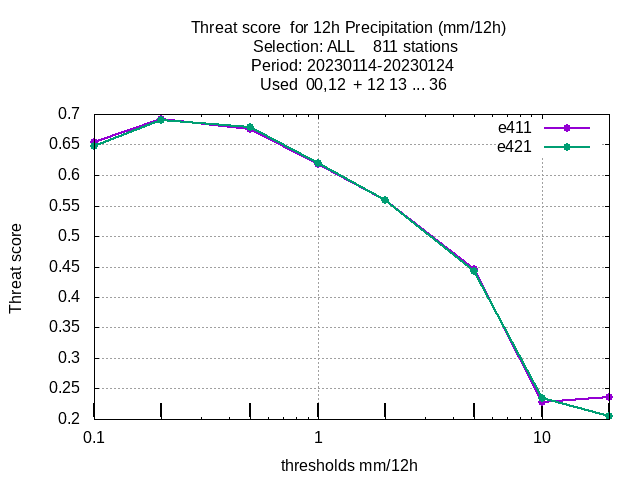 Threat score  for 12h Precipitation (mm/12h)
Selection: ALL    811 stations
Period: 20230114-20230124
Used  00,12  + 12 13 ... 36
0.7
0.65
0.6
0.55
0.5
0.45
0.4
0.35
0.3
0.25
0.2
Threat score
e411
e421
0.1 1 10
thresholds mm/12h